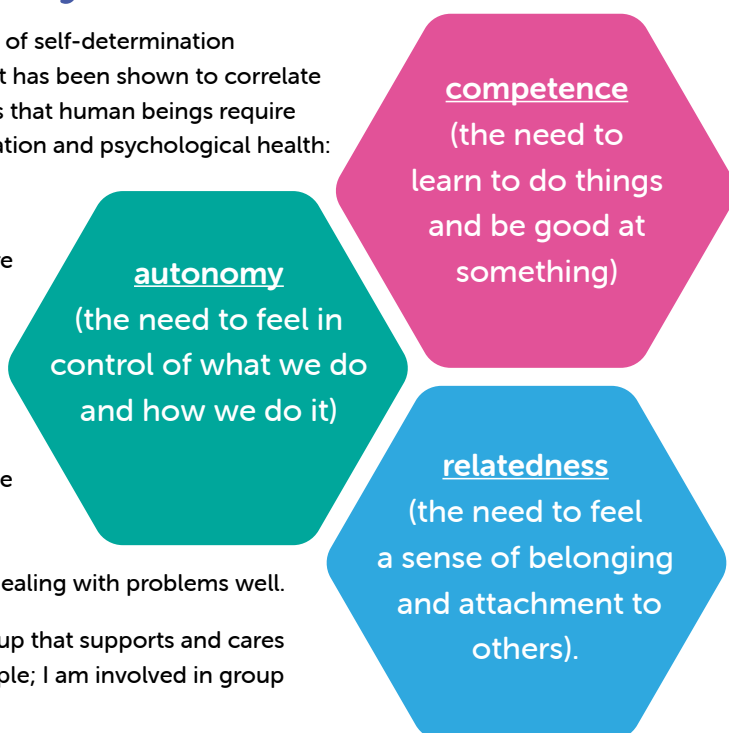 of self-determination
t has been shown to correlate
s that human beings require
ation and psychological health:
competence
(the need to
learn to do things
and be good at
something)
re
autonomy
(the need to feel in
control of what we do
and how we do it)
e
relatedness
(the need to feel
a sense of belonging
and attachment to
others).
ealing with problems well.
up that supports and cares
ple; I am involved in group